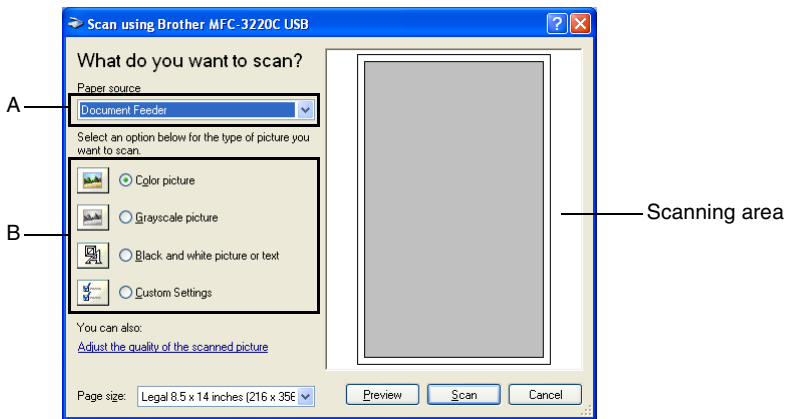 Scan using Brother MFC-3220C USB
What do you want to scan?
Paper source
A
Document Feeder
Select an option below for the type of picture you
want to scan.
Color picture
Grayscale picture
Scanning area
B
Black and white picture or text
Custom Settings
You can also:
Adjust the quality of the scanned picture
Page size: Legal 8.5 x 14 inches (216 x 356
Preview
Scan
Cancel